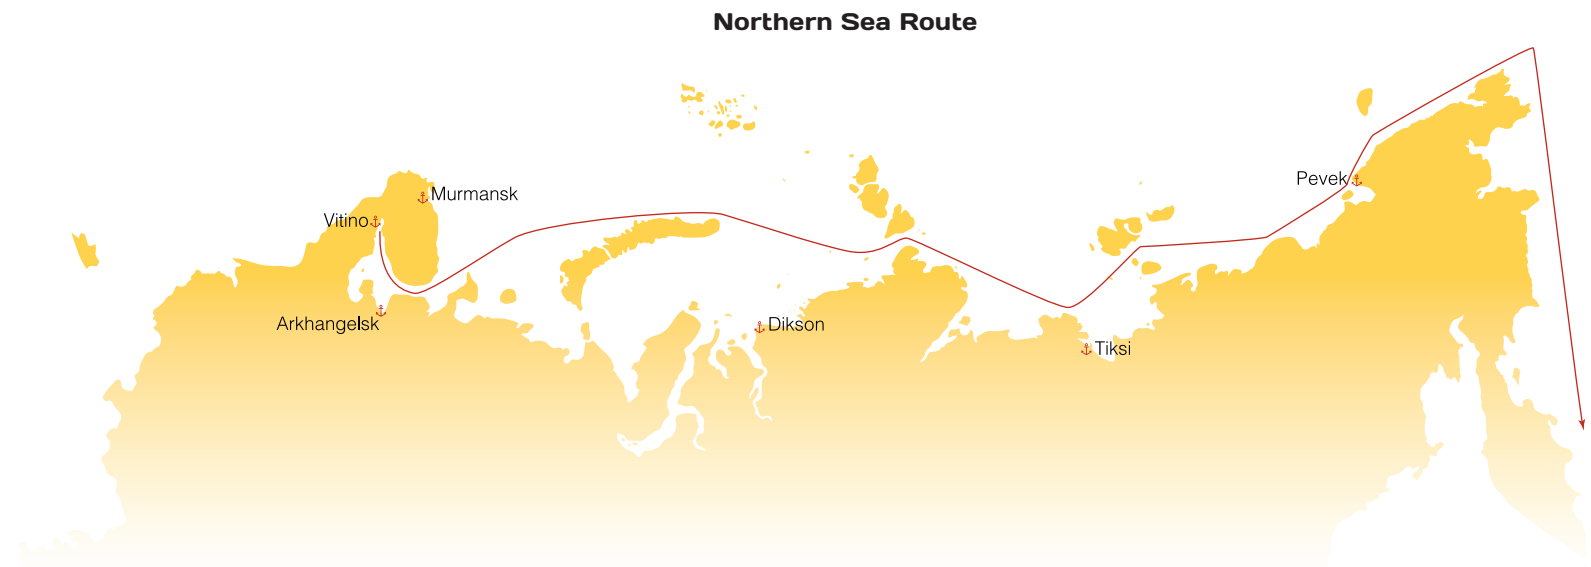 Northern Sea Route
Murmansk
Vitino
Arkhangelsk
Dikson
Tiksi
Pevek